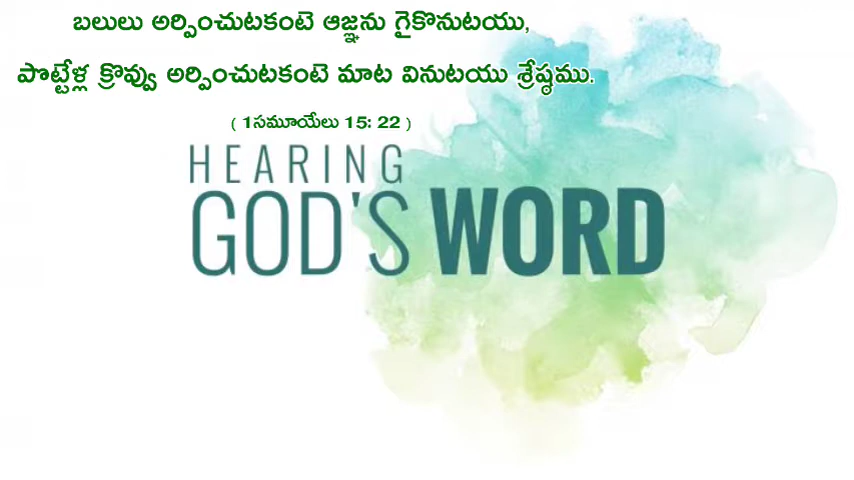 బలులు అర్పించుటకంటె ఆజ్ఞను గైకొనుటయు,
పొట్టేళ్ల క్రొవ్వు అర్పించుటకంటె మాట వినుటయు శ్రేష్ఠము.
( 1సమూయేలు 15: 22 )
HEARING
GOD'S WORD